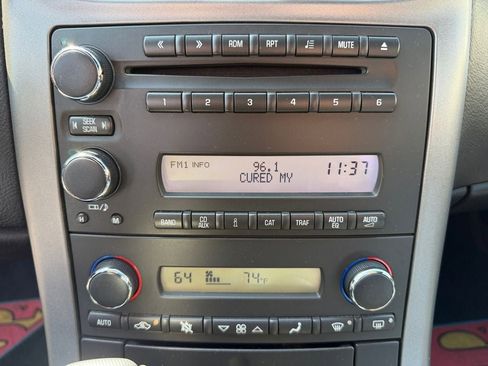 RDM RPT MUTE
1 2 3 4 5 6
SEEK
SCAN
FM1 INFO 96.1 11:37
CURED MY
H M
BAND CD AUX i CAT TRAF AUTO EQ AUTO
64 74°F
AUTO